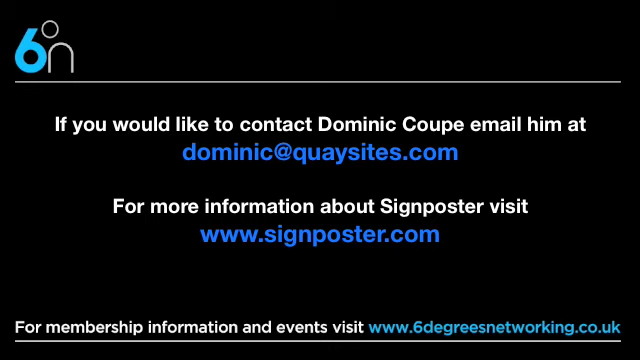 6°n
If you would like to contact Dominic Coupe email him at
dominic@quaysites.com
For more information about Signposter visit
www.signposter.com
For membership information and events visit www.6degreesnetworking.co.uk